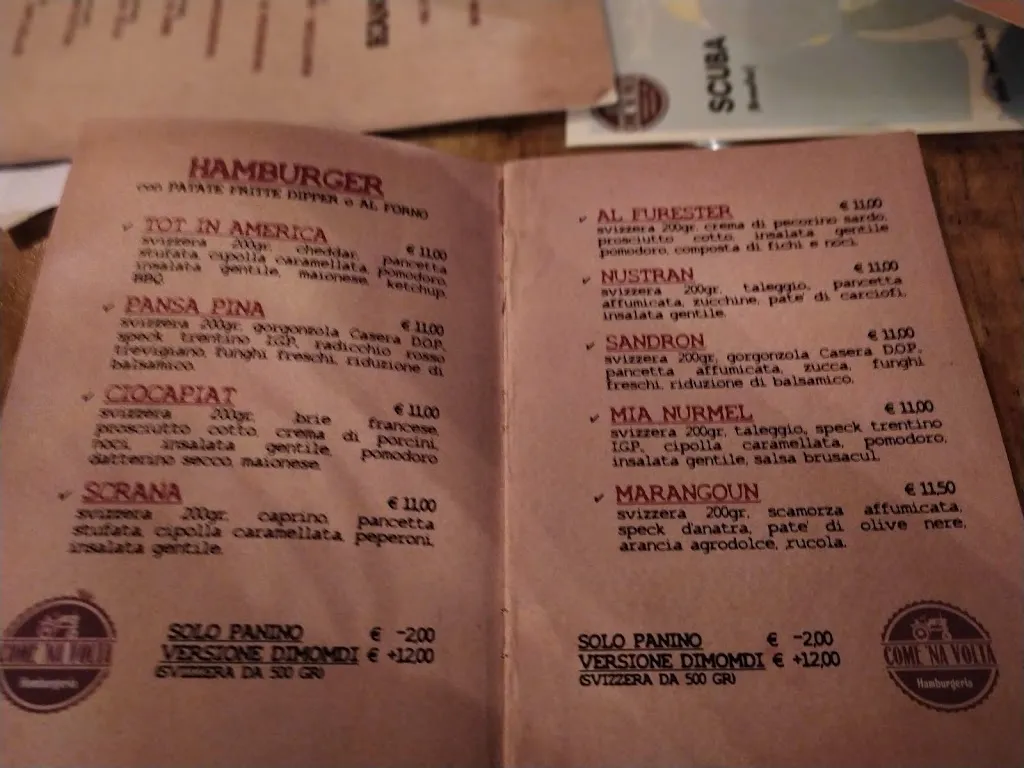 SCUBA
HAMBURGER
con PATATE FRITTE DIPPER o AL FORNO
TOT IN AMERICA
€ 11,00
svizzera 200gr, cheddar, pancetta
stufata, cipolla caramellata, pomodoro,
insalata gentile, maionese, ketchup,
BBQ.
PANSA PINA
€ 11,00
svizzera 200gr, gorgonzola Casera D.O.P.,
speck trentino I.G.P., radicchio rosso
trevigiano, funghi freschi, riduzione di
balsamico.
CIOCAPIAT
€ 11,00
svizzera 200gr, brie francese,
prosciutto cotto, crema di porcini,
noci, insalata gentile, pomodoro
datterino secco, maionese.
SCRANA
€ 11,00
svizzera 200gr, caprino, pancetta
stufata, cipolla caramellata, peperoni,
insalata gentile.
SOLO PANINO € -2,00
VERSIONE DIMOMDI € +12,00
(SVIZZERA DA 500 GR)
COME 'NA VOLTA
Hamburgeria
AL FURESTER
€ 11,00
svizzera 200gr, crema di pecorino sardo,
prosciutto cotto, insalata gentile,
pomodoro, composta di fichi e noci.
NUSTRAN
€ 11,00
svizzera 200gr, taleggio, pancetta
affumicata, zucchine, pate' di carciofi,
insalata gentile.
SANDRON
€ 11,00
svizzera 200gr, gorgonzola Casera D.O.P.,
pancetta affumicata, zucca, funghi
freschi, riduzione di balsamico.
MIA NURMEL
€ 11,00
svizzera 200gr, taleggio, speck trentino
I.G.P., cipolla caramellata, pomodoro,
insalata gentile, salsa brusacul.
MARANGOUN
€ 11,50
svizzera 200gr, scamorza affumicata,
speck d'anatra, pate' di olive nere,
arancia agrodolce, rucola.
SOLO PANINO € -2,00
VERSIONE DIMOMDI € +12,00
(SVIZZERA DA 500 GR)
COME 'NA VOLTA
Hamburgeria